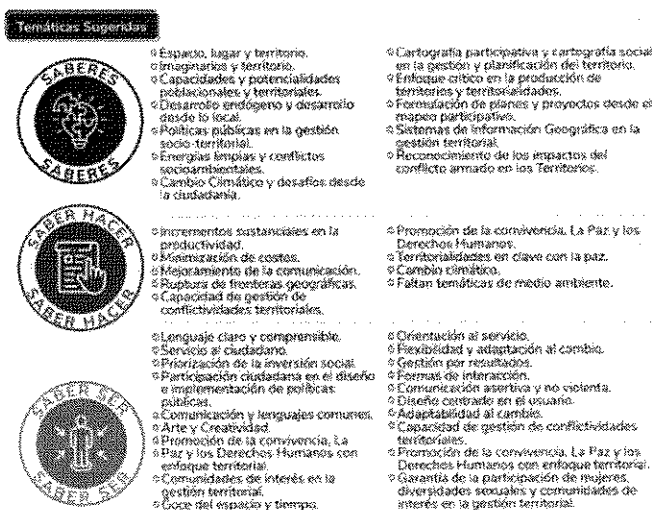 Temáticas Sugeridas
SABERES
SABERES
Espacio, lugar y territorio.
Imaginarios y territorio.
Capacidades y potencialidades
poblacionales y territoriales.
Desarrollo endógeno y desarrollo
desde lo local.
Políticas públicas en la gestión
socio-territorial.
Energías limpias y conflictos
socioambientales.
Cambio Climático y desafíos desde
la ciudadanía.
Cartografía participativa y cartografía social
en la gestión y planificación del territorio.
Enfoque crítico en la producción de
territorios y territorialidades.
Formulación de planes y proyectos desde el
mapeo participativo.
Sistemas de Información Geográfica en la
gestión territorial.
Reconocimiento de los impactos del
conflicto armado en los Territorios.
SABER HACER
SABER HACER
Incrementos sustanciales en la
productividad.
Minimización de costos.
Mejoramiento de la comunicación.
Ruptura de fronteras geográficas.
Capacidad de gestión de
conflictividades territoriales.
Promoción de la convivencia, La Paz y los
Derechos Humanos.
Territorialidades en clave con la paz.
Cambio climático.
Faltan temáticas de medio ambiente.
SABER SER
SABER SER
Lenguaje claro y comprensible.
Servicio al ciudadano.
Priorización de la inversión social.
Participación ciudadana en el diseño
e implementación de políticas
públicas.
Comunicación y lenguajes comunes.
Arte y Creatividad.
Promoción de la convivencia, La
Paz y los Derechos Humanos con
enfoque territorial.
Comunidades de interés en la
gestión territorial.
Goce del espacio y tiempo.
Orientación al servicio.
Flexibilidad y adaptación al cambio.
Gestión por resultados.
Formas de interacción.
Comunicación asertiva y no violenta.
Diseño centrado en el usuario.
Adaptabilidad al cambio.
Capacidad de gestión de conflictividades
territoriales.
Promoción de la convivencia, La Paz y los
Derechos Humanos con enfoque territorial.
Garantía de la participación de mujeres,
diversidades sexuales y comunidades de
interés en la gestión territorial.